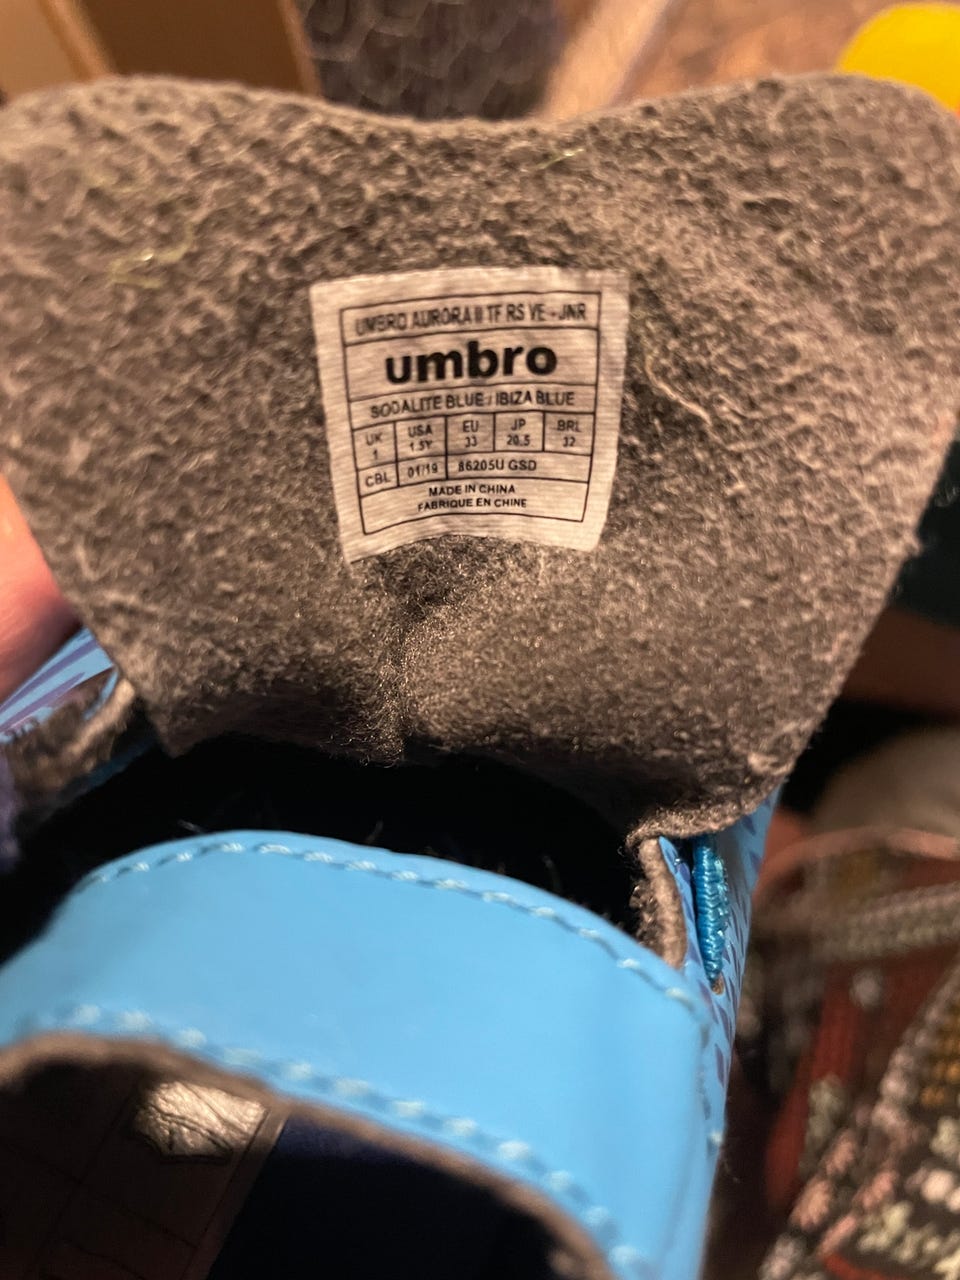 UMBRO AURORA II TF RS VE - JNR
umbro
SODALITE BLUE / IBIZA BLUE
UK USA EU JP BRL
1 1.5Y 33 20.5 32
CBL 01/19 86205U GSD
MADE IN CHINA
FABRIQUE EN CHINE